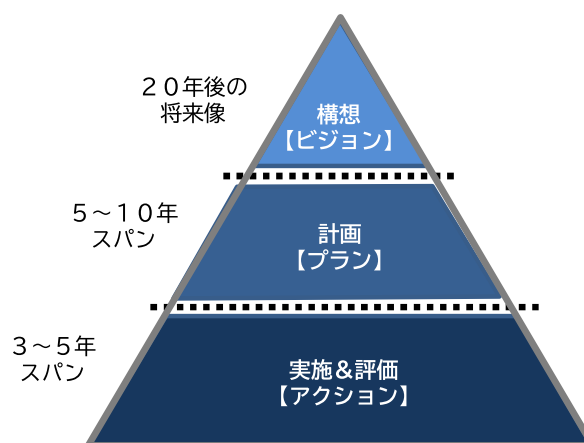 ２０年後の
将来像
構想
【ビジョン】
５～１０年
スパン
計画
【プラン】
３～５年
スパン
実施＆評価
【アクション】